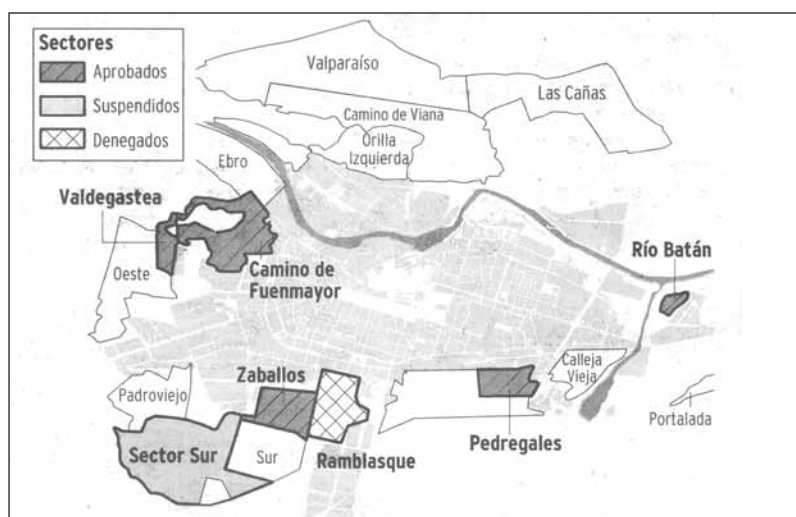 Sectores
Aprobados
Suspendidos
Denegados
Valparaíso
Las Cañas
Camino de Viana
Orilla
Izquierda
Ebro
Valdegastea
Oeste
Camino de
Fuenmayor
Río Batán
Zaballos
Calleja
Vieja
Padroviejo
Portalada
Pedregales
Sector Sur
Sur
Ramblasque